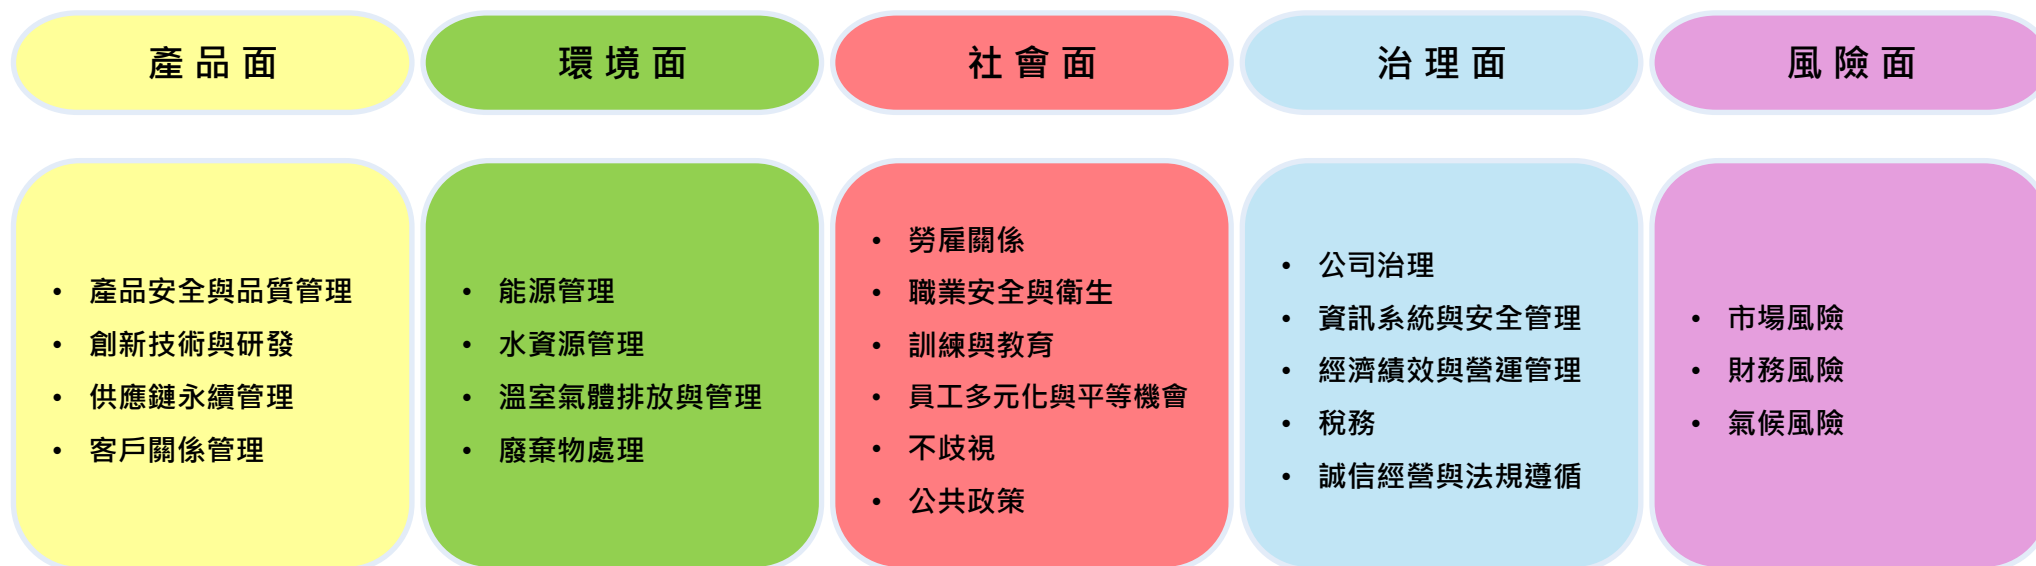 產品面
環境面
社會面
治理面
風險面
• 產品安全與品質管理
• 創新技術與研發
• 供應鏈永續管理
• 客戶關係管理
• 能源管理
• 水資源管理
• 溫室氣體排放與管理
• 廢棄物處理
• 勞雇關係
• 職業安全與衛生
• 訓練與教育
• 員工多元化與平等機會
• 不歧視
• 公共政策
• 公司治理
• 資訊系統與安全管理
• 經濟績效與營運管理
• 稅務
• 誠信經營與法規遵循
• 市場風險
• 財務風險
• 氣候風險